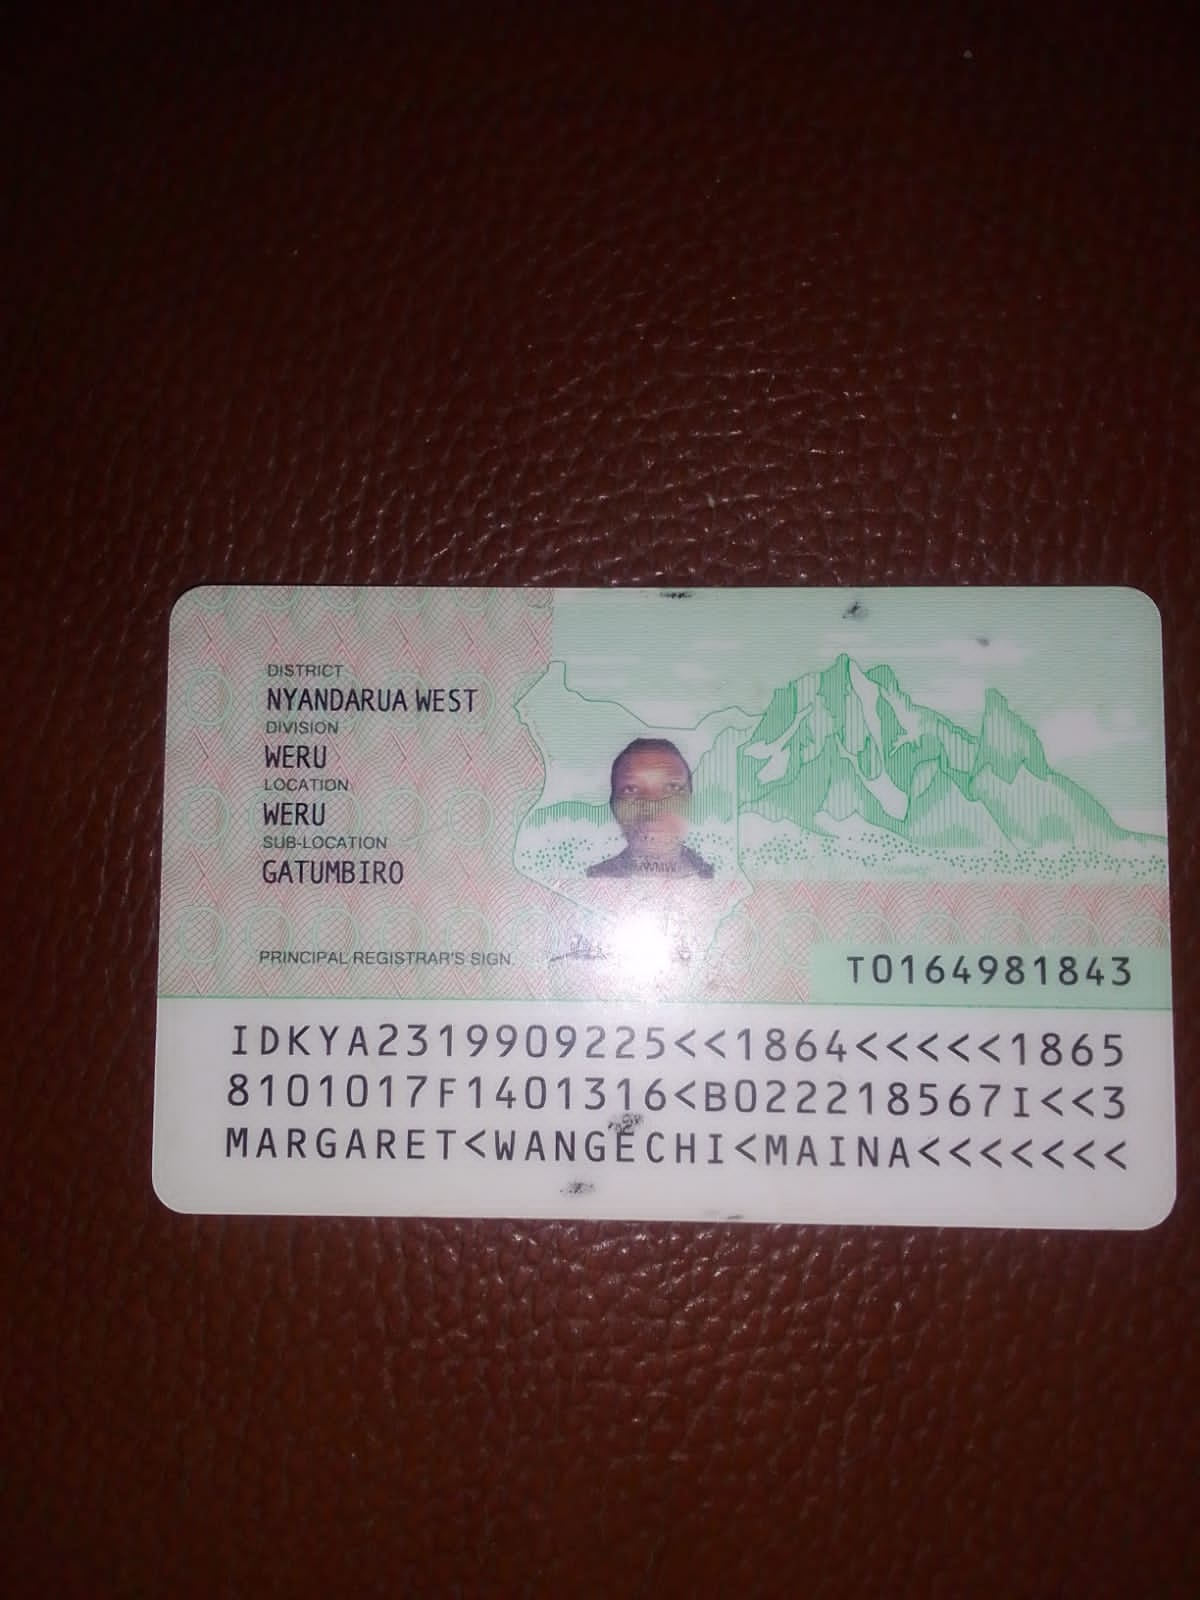 DISTRICT
NYANDARUA WEST
DIVISION
WERU
LOCATION
WERU
SUB-LOCATION
GATUMBIRO
PRINCIPAL REGISTRAR'S SIGN.
T0164981843
IDKYA2319909225<<1864<<<<<1865
8101017F1401316<B022218567I<<3
MARGARET<WANGECHI<MAINA<<<<<<<